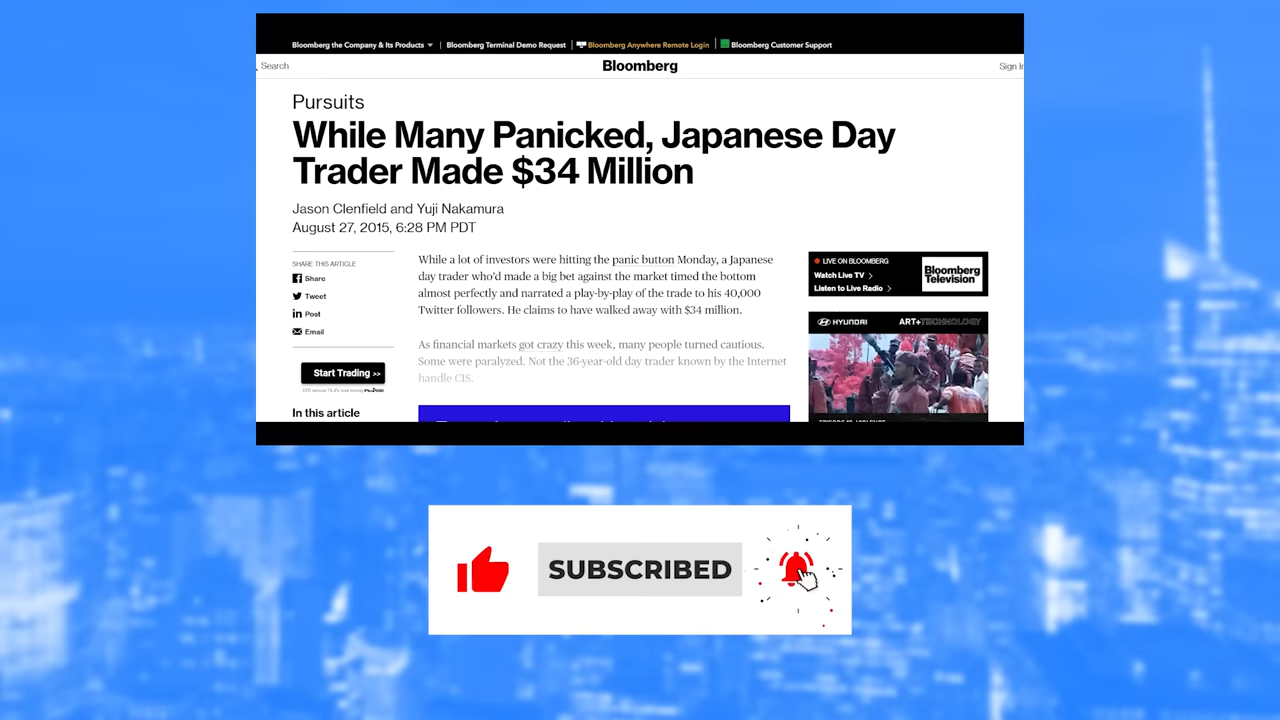 Bloomberg the Company & Its Products
Bloomberg Terminal Demo Request
Bloomberg Anywhere Remote Login
Bloomberg Customer Support
Search
Bloomberg
Sign In
Pursuits
While Many Panicked, Japanese Day
Trader Made $34 Million
Jason Clenfield and Yuji Nakamura
August 27, 2015, 6:28 PM PDT
SHARE THIS ARTICLE
Share
Tweet
Post
Email
Start Trading >>
In this article
While a lot of investors were hitting the panic button Monday, a Japanese
day trader who'd made a big bet against the market timed the bottom
almost perfectly and narrated a play-by-play of the trade to his 40,000
Twitter followers. He claims to have walked away with $34 million.
As financial markets got crazy this week, many people turned cautious.
Some were paralyzed. Not the 36-year-old day trader known by the Internet
handle CIS.
LIVE ON BLOOMBERG
Watch Live TV
Listen to Live Radio
Bloomberg
Television
HYUNDAI
ART+TECHNOLOGY
SUBSCRIBED